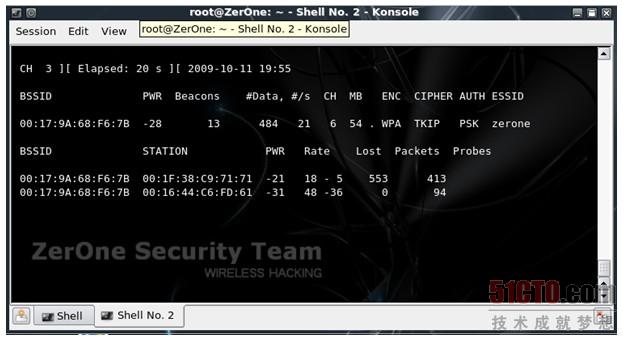 root@ZerOne: ~ - Shell No. 2 - Konsole
Session Edit View
root@ZerOne: ~ - Shell No. 2 - Konsole
CH 3 ][ Elapsed: 20 s ][ 2009-10-11 19:55
BSSID PWR Beacons #Data, #/s CH MB ENC CIPHER AUTH ESSID
00:17:9A:68:F6:7B -28 13 484 21 6 54 . WPA TKIP PSK zerone
BSSID STATION PWR Rate Lost Packets Probes
00:17:9A:68:F6:7B 00:1F:38:C9:71:71 -21 18 - 5 553 413
00:17:9A:68:F6:7B 00:16:44:C6:FD:61 -31 48 -36 0 94
ZerOne Security Team
WIRELESS HACKING
51CTO.com
技术成就梦想
Shell
Shell No. 2